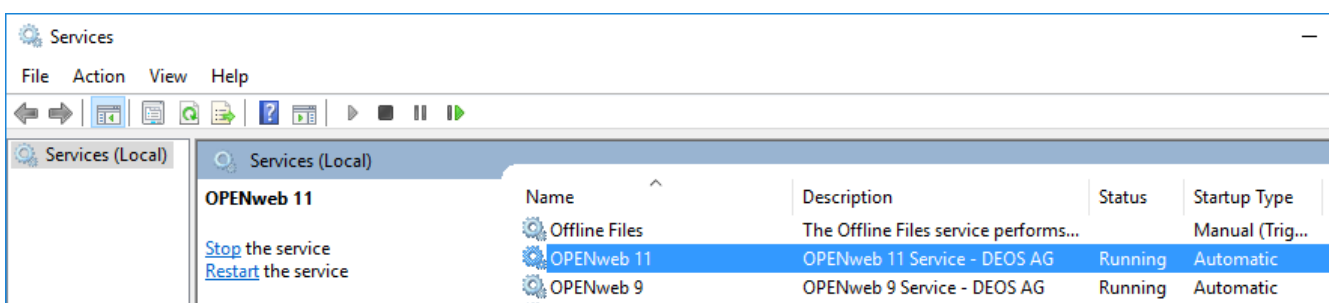 Services
File Action View Help
Services (Local)
Services (Local)
OPENweb 11
Stop the service
Restart the service
Name Description Status Startup Type
Offline Files The Offline Files service performs... Manual (Trig...
OPENweb 11 OPENweb 11 Service - DEOS AG Running Automatic
OPENweb 9 OPENweb 9 Service - DEOS AG Running Automatic